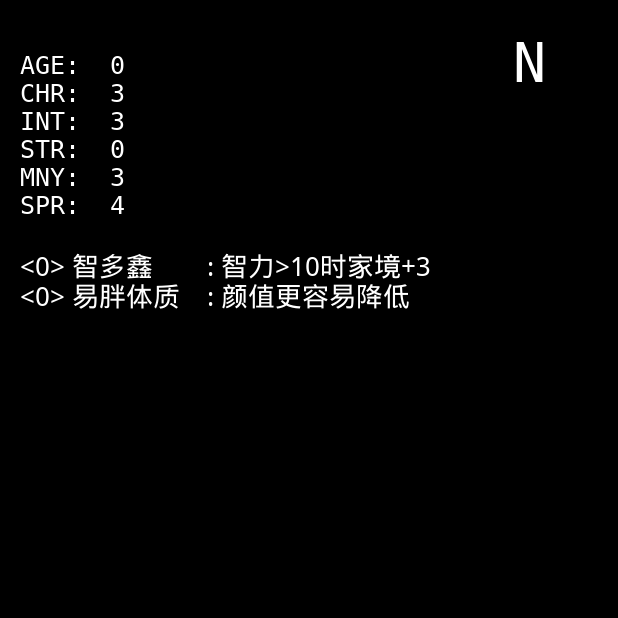 N
AGE: 0
CHR: 3
INT: 3
STR: 0
MNY: 3
SPR: 4
<0> 智多鑫 : 智力>10时家境+3
<0> 易胖体质 : 颜值更容易降低